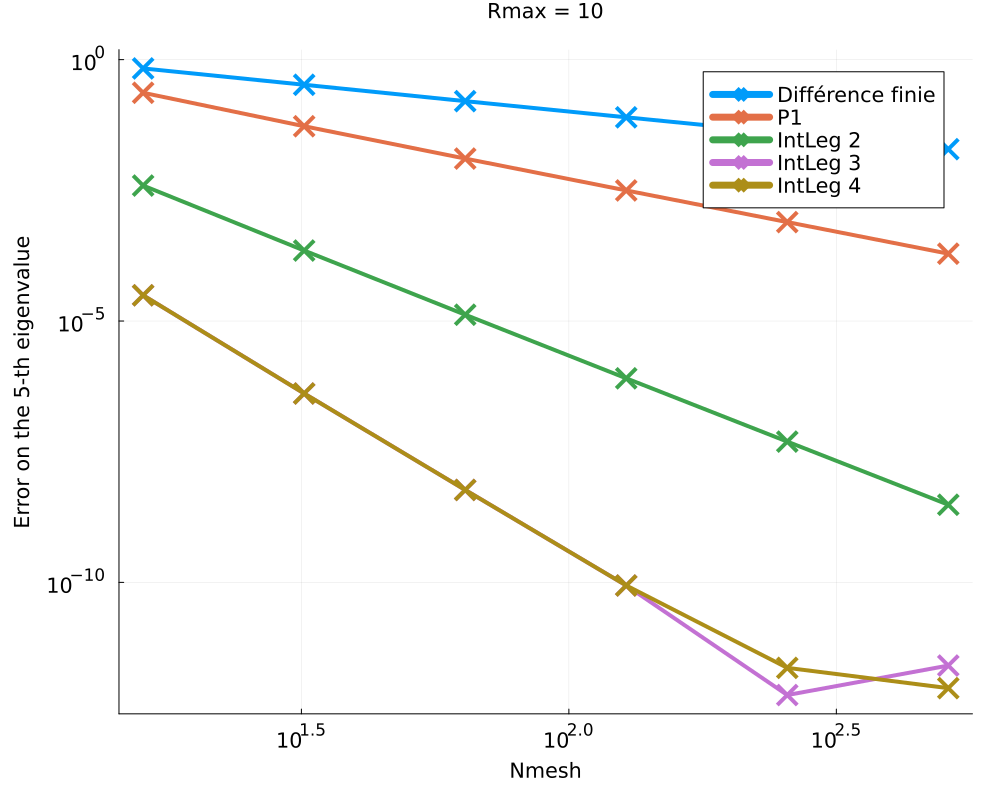 Rmax = 10
10^0
10^−5
10^−10
Error on the 5-th eigenvalue
Différence finie
P1
IntLeg 2
IntLeg 3
IntLeg 4
10^1.5
10^2.0
10^2.5
Nmesh